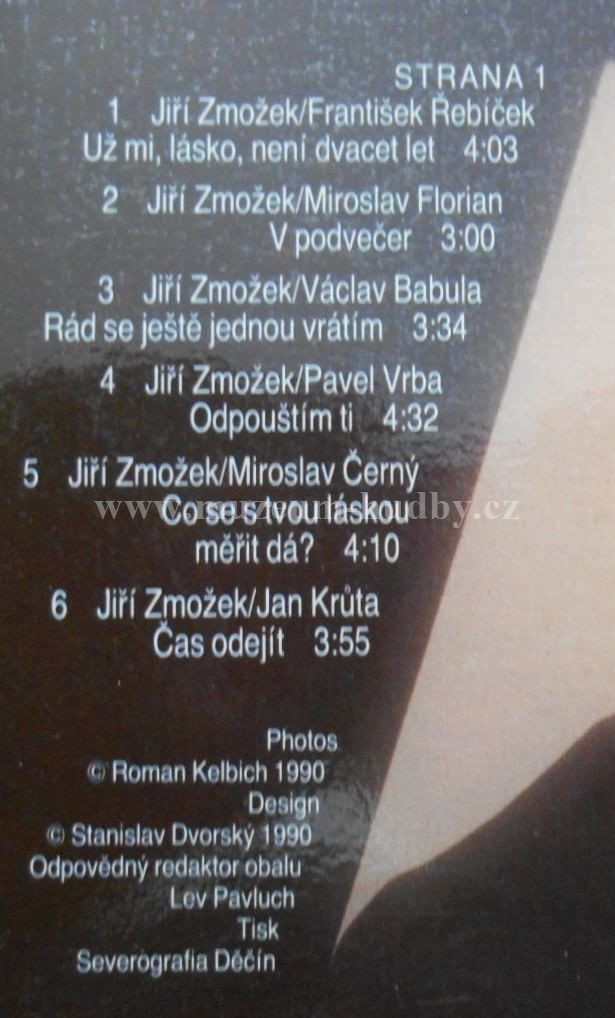 STRANA 1
1 Jiří Zmožek/František Řebíček
Už mi, lásko, není dvacet let 4:03
2 Jiří Zmožek/Miroslav Florian
V podvečer 3:00
3 Jiří Zmožek/Václav Babula
Rád se ještě jednou vrátím 3:34
4 Jiří Zmožek/Pavel Vrba
Odpouštím ti 4:32
5 Jiří Zmožek/Miroslav Černý
www.muzeumhudby.cz
Co se s tvou láskou
měřit dá? 4:10
6 Jiří Zmožek/Jan Krůta
Čas odejít 3:55
Photos
© Roman Kelbich 1990
Design
© Stanislav Dvorský 1990
Odpovědný redaktor obalu
Lev Pavluch
Tisk
Severografia Děčín